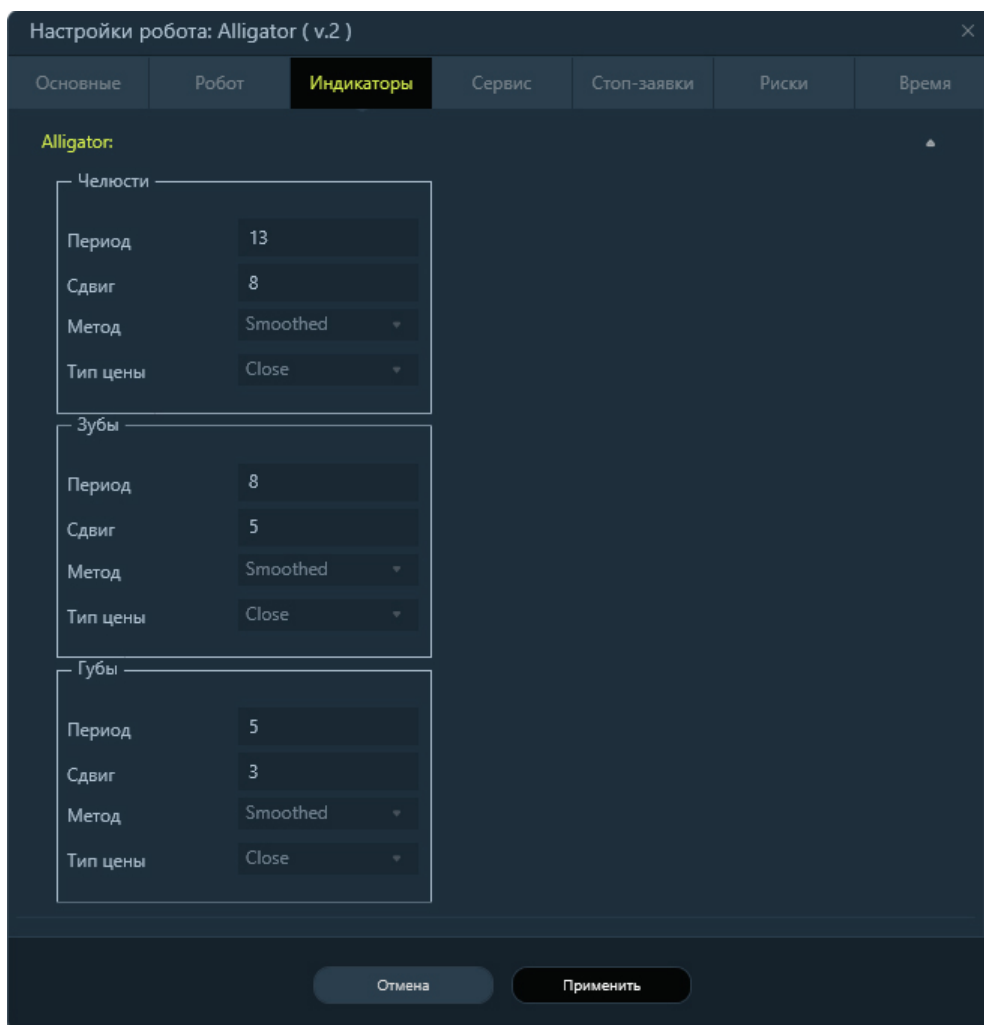 Настройки робота: Alligator ( v.2 )
Основные Робот Индикаторы Сервис Стоп-заявки Риски Время
Alligator:
Челюсти
Период 13
Сдвиг 8
Метод Smoothed
Тип цены Close
Зубы
Период 8
Сдвиг 5
Метод Smoothed
Тип цены Close
Губы
Период 5
Сдвиг 3
Метод Smoothed
Тип цены Close
Отмена Применить